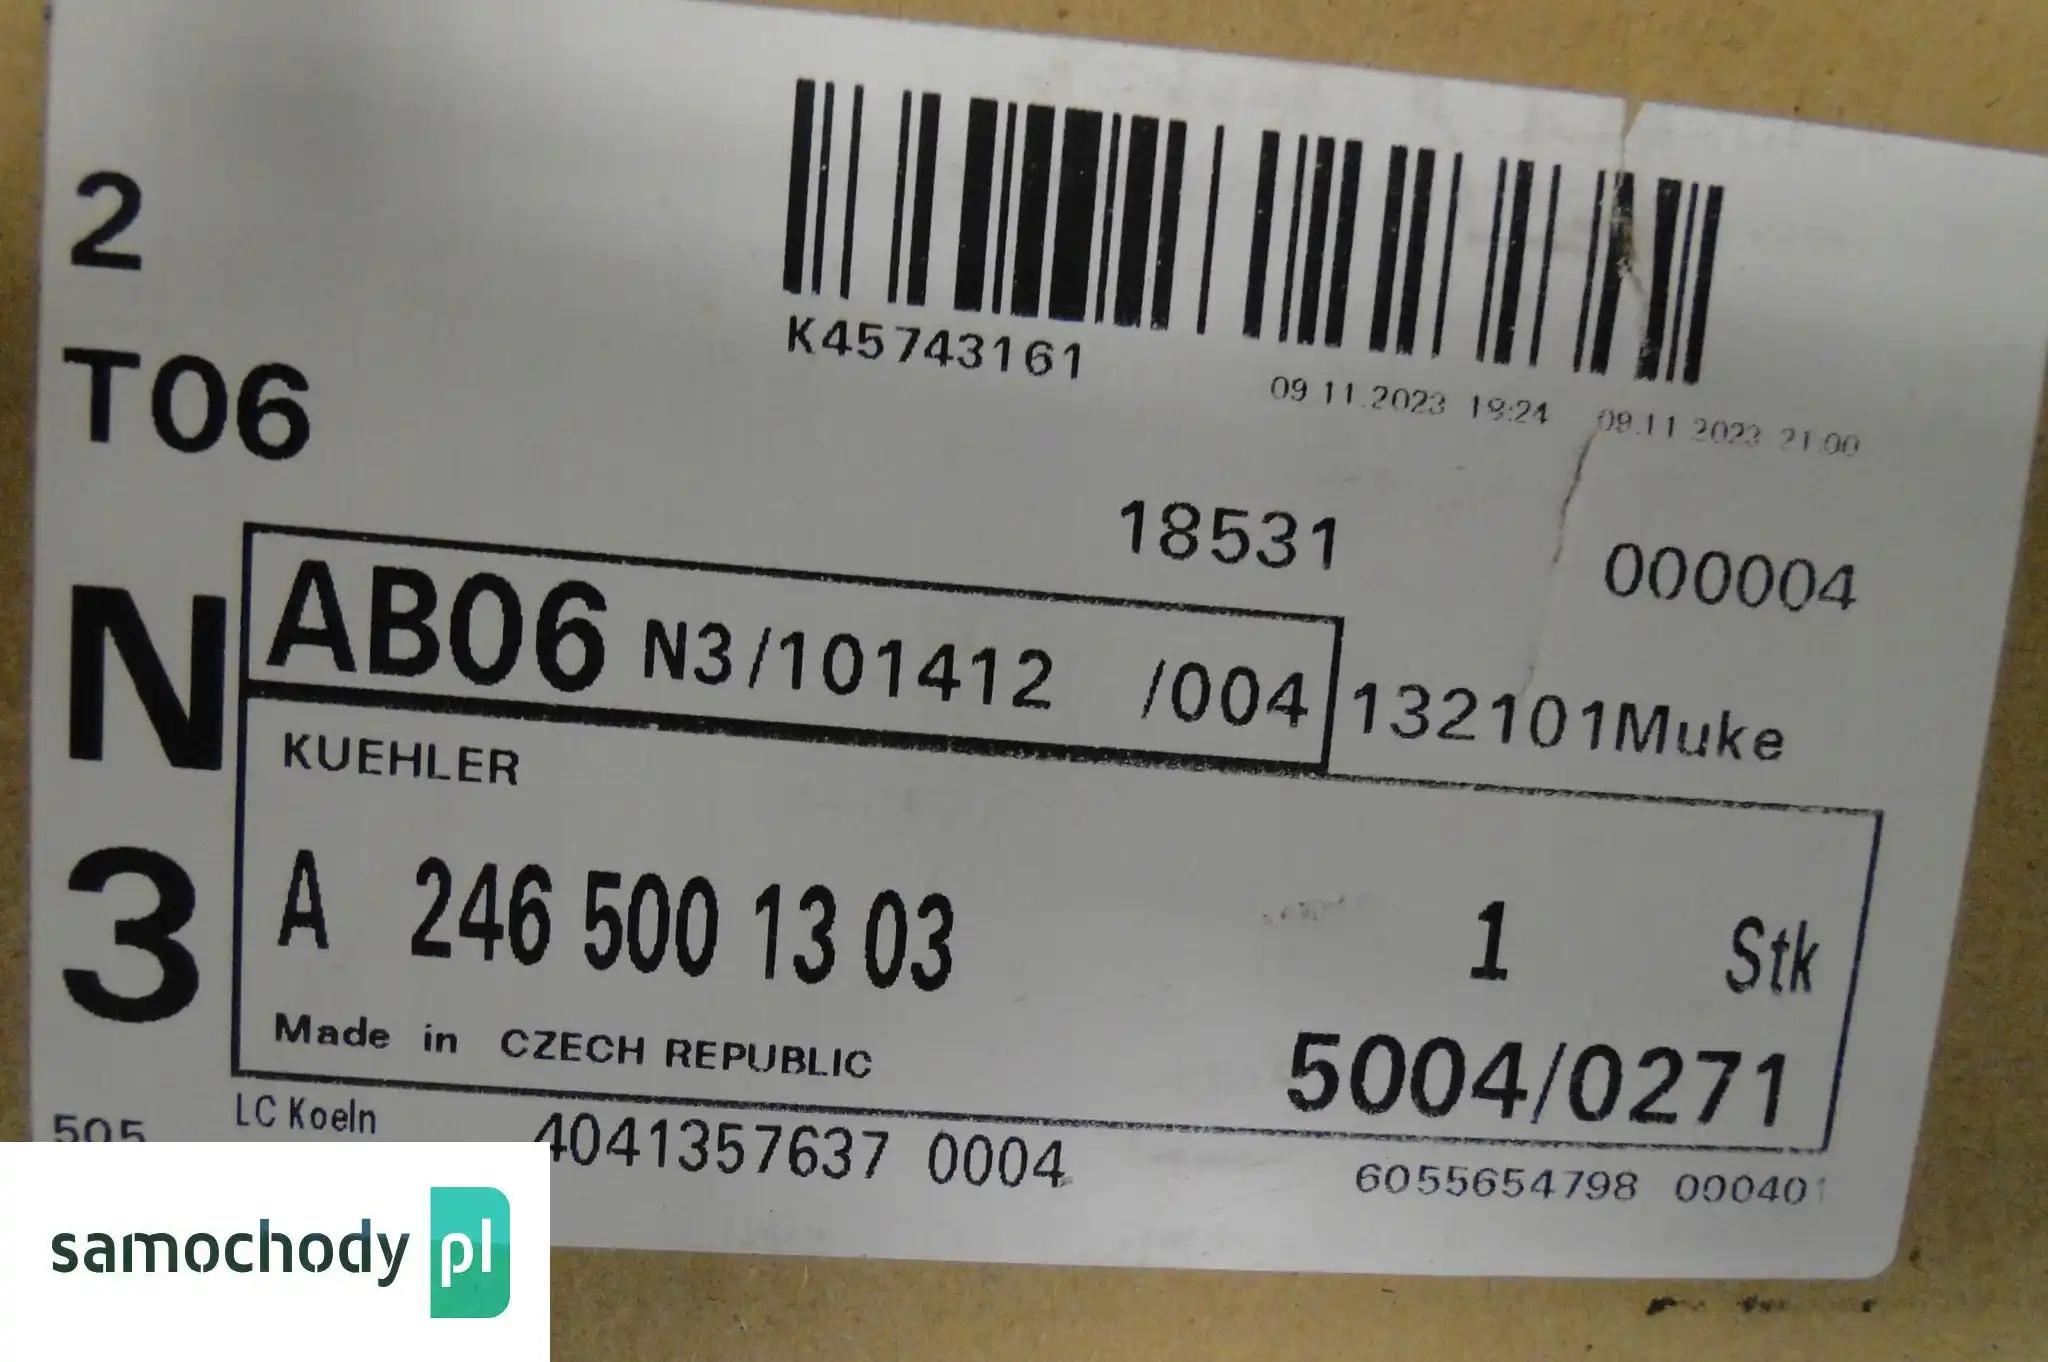 2
K45743161
T06
09.11.2023 19:24 09.11.2023 21:00
18531 000004
N
AB06 N3/101412 /004 132101Muke
KUEHLER
3
A 246 500 13 03 1 Stk
Made in CZECH REPUBLIC 5004/0271
505 LC Koeln 4041357637 0004
6055654798 000401
samochody pl